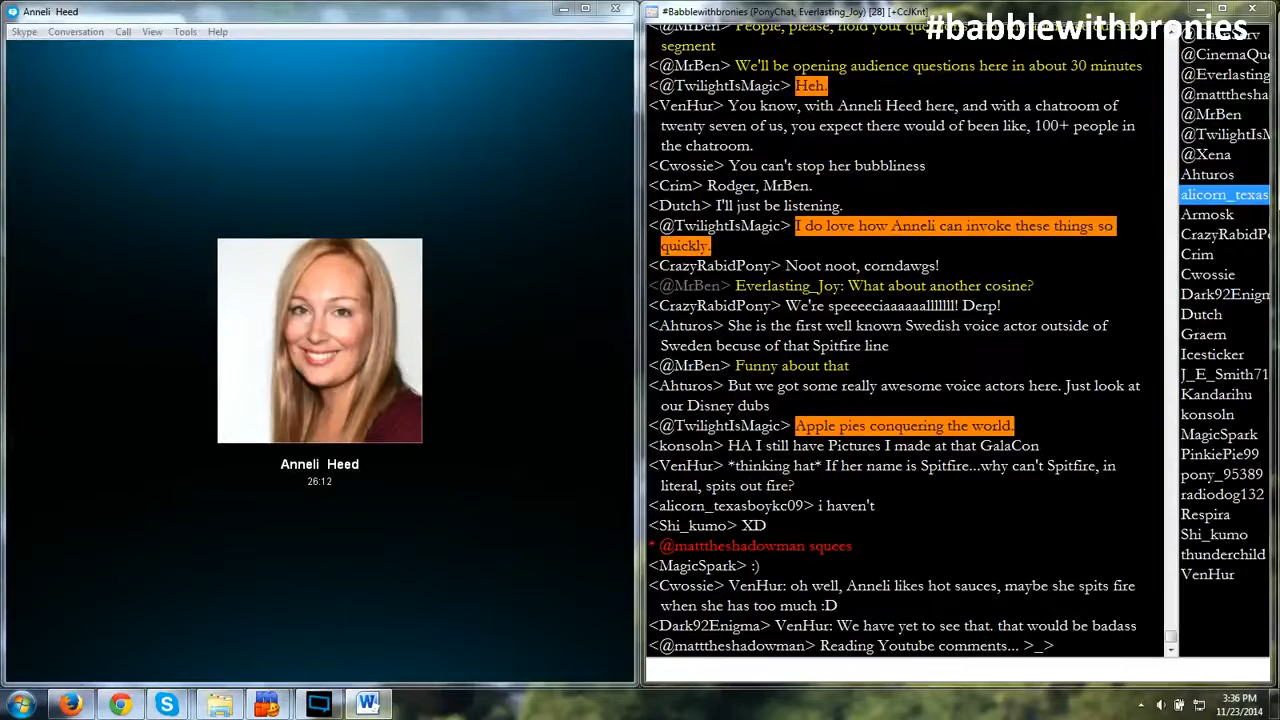 Anneli Heed
Skype Conversation Call View Tools Help
Anneli Heed
26:12
#Babblewithbronies (PonyChat, Everlasting_Joy) [28] [+CcJKnt]
#babblewithbronies
<@MrBen> People, please, hold your
segment
<@MrBen> We'll be opening audience questions here in about 30 minutes
<@TwilightIsMagic> Heh.
<VenHur> You know, with Anneli Heed here, and with a chatroom of
twenty seven of us, you expect there would of been like, 100+ people in
the chatroom.
<Cwossie> You can't stop her bubbliness
<Crim> Rodger, MrBen.
<Dutch> I'll just be listening.
<@TwilightIsMagic> I do love how Anneli can invoke these things so
quickly.
<CrazyRabidPony> Noot noot, corndawgs!
<@MrBen> Everlasting_Joy: What about another cosine?
<CrazyRabidPony> We're speeeeciaaaaaalllllll! Derp!
<Ahturos> She is the first well known Swedish voice actor outside of
Sweden becuse of that Spitfire line
<@MrBen> Funny about that
<Ahturos> But we got some really awesome voice actors here. Just look at
our Disney dubs
<@TwilightIsMagic> Apple pies conquering the world.
<konsoln> HA I still have Pictures I made at that GalaCon
<VenHur> *thinking hat* If her name is Spitfire...why can't Spitfire, in
literal, spits out fire?
<alicorn_texasboykc09> i haven't
<Shi_kumo> XD
* @matttheshadowman squees
<MagicSpark> :)
<Cwossie> VenHur: oh well, Anneli likes hot sauces, maybe she spits fire
when she has too much :D
<Dark92Enigma> VenHur: We have yet to see that. that would be badass
<@matttheshadowman> Reading Youtube comments... >_>
@CinemaQu
@Everlasting
@mattthesha
@MrBen
@TwilightIsM
@Xena
Ahturos
alicorn_texas
Armosk
CrazyRabidPo
Crim
Cwossie
Dark92Enigm
Dutch
Graem
Icesticker
J_E_Smith71
Kandarihu
konsoln
MagicSpark
PinkiePie99
pony_95389
radiodog132
Respira
Shi_kumo
thunderchild
VenHur
3:36 PM
11/23/2014